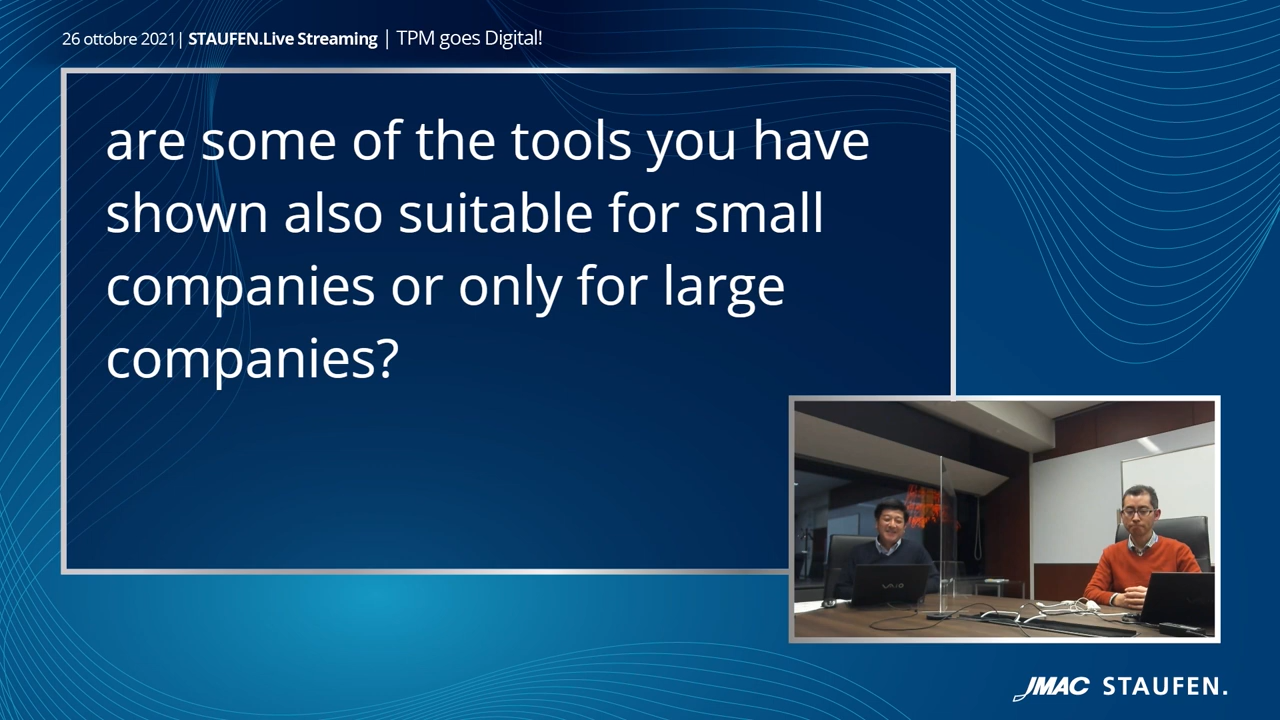 26 ottobre 2021| STAUFEN.Live Streaming | TPM goes Digital!
are some of the tools you have
shown also suitable for small
companies or only for large
companies?
VAIO
JMAC STAUFEN.